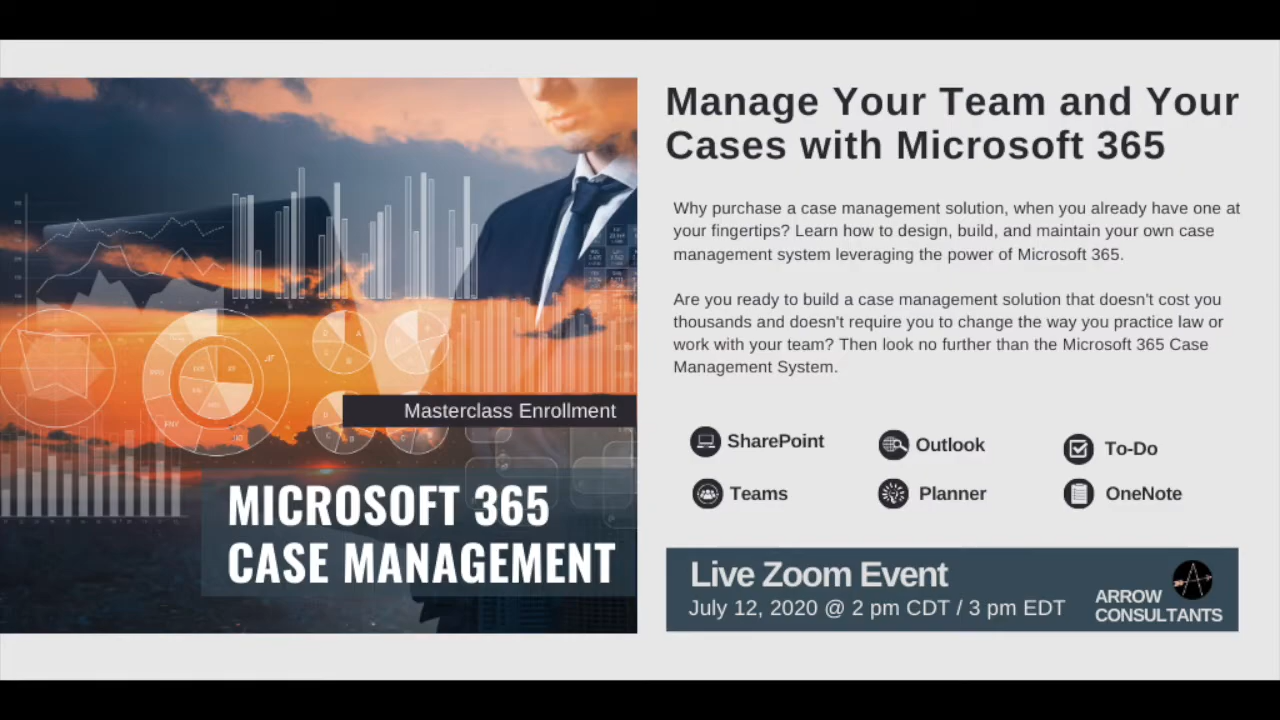 Manage Your Team and Your
Cases with Microsoft 365
Why purchase a case management solution, when you already have one at
your fingertips? Learn how to design, build, and maintain your own case
management system leveraging the power of Microsoft 365.
Are you ready to build a case management solution that doesn't cost you
thousands and doesn't require you to change the way you practice law or
work with your team? Then look no further than the Microsoft 365 Case
Management System.
Masterclass Enrollment
MICROSOFT 365
CASE MANAGEMENT
SharePoint
Outlook
To-Do
Teams
Planner
OneNote
Live Zoom Event
July 12, 2020 @ 2 pm CDT / 3 pm EDT
ARROW
CONSULTANTS